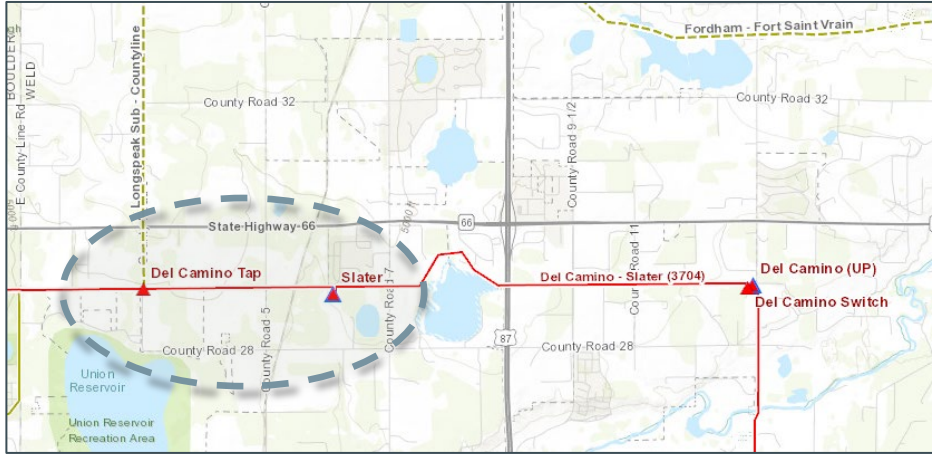 Fordham - Fort Saint Vrain
BOULDER
WELD
E County Line Rd
Longspeak Sub - Countyline
County Road 32
County Road 9 1/2
County Road 32
State Highway 66
5000 ft
66
County Road 11
Del Camino Tap
Slater
County Road 7
Del Camino - Slater (3704)
Del Camino (UP)
Del Camino Switch
County Road 5
County Road 28
87
County Road 28
Union
Reservoir
Union Reservoir
Recreation Area